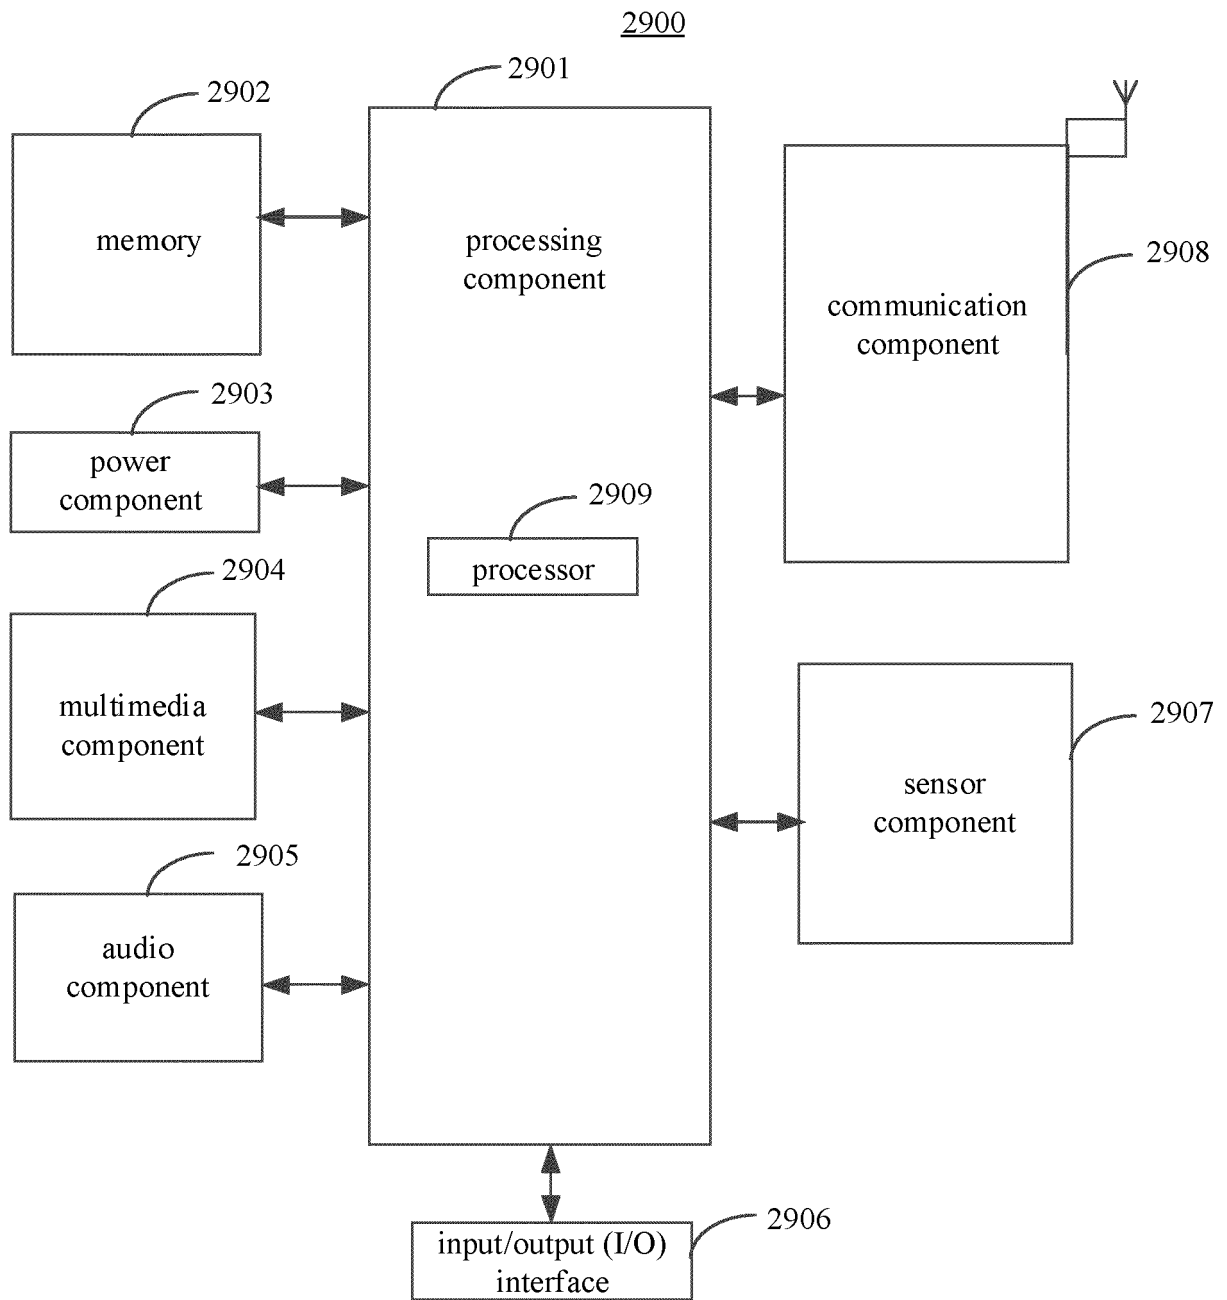 2900
2901
2902
memory
processing
component
2908
communication
component
2903
power
component
2909
processor
2904
multimedia
component
2907
sensor
component
2905
audio
component
2906
input/output (I/O)
interface